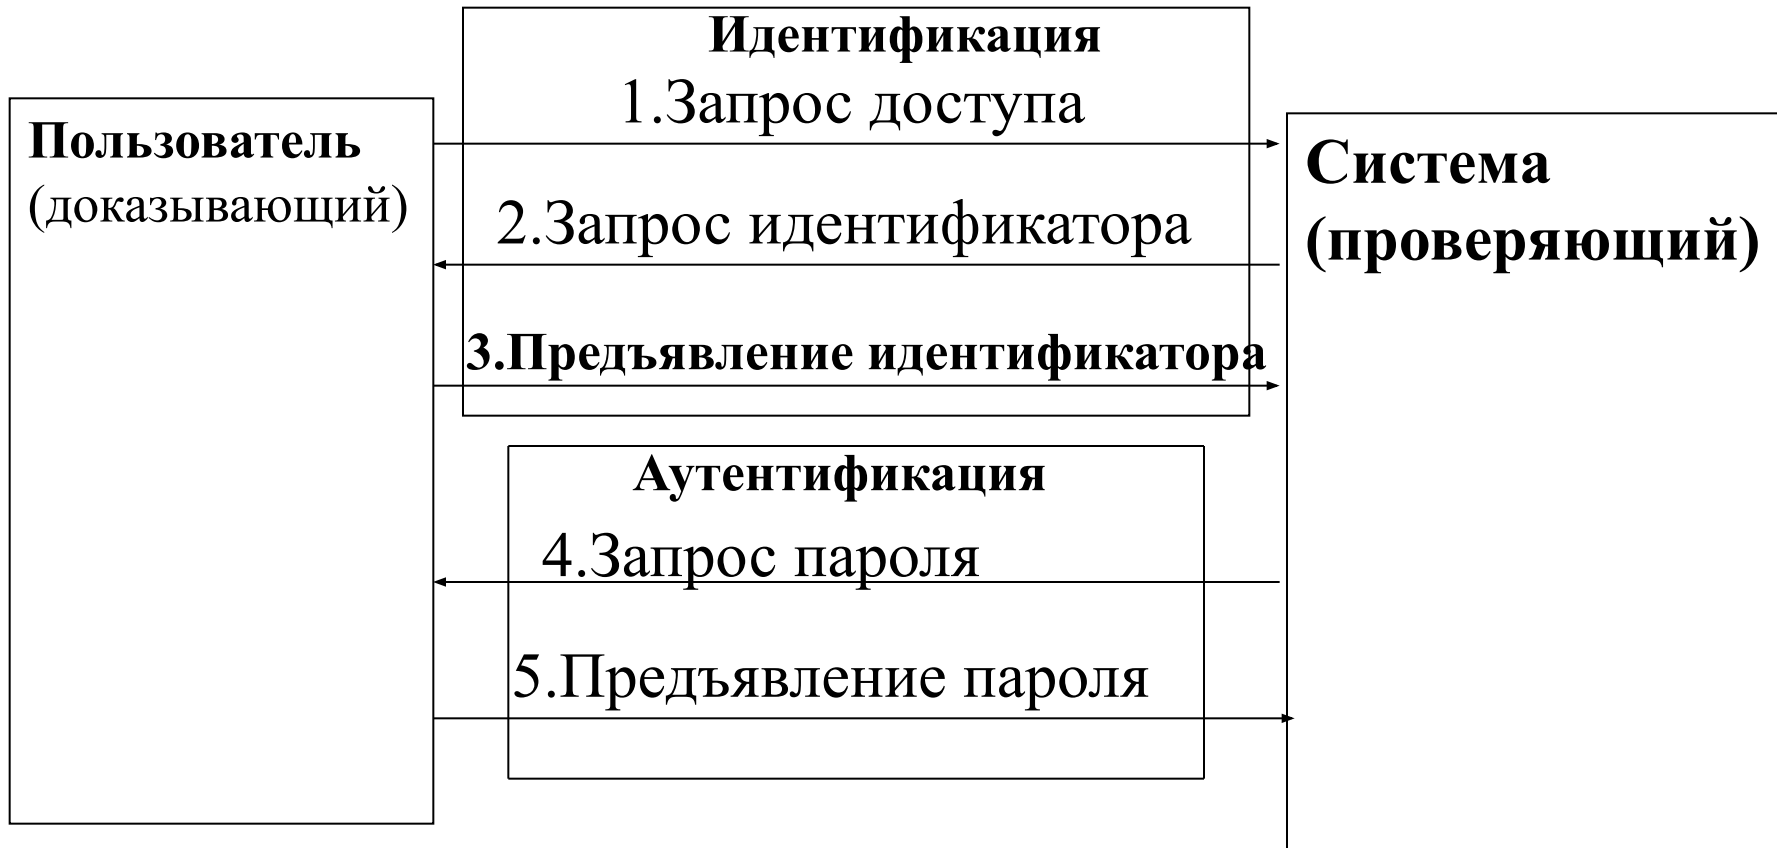 Идентификация
1.Запрос доступа
Пользователь
(доказывающий)
Система
(проверяющий)
2.Запрос идентификатора
3.Предъявление идентификатора
Аутентификация
4.Запрос пароля
5.Предъявление пароля